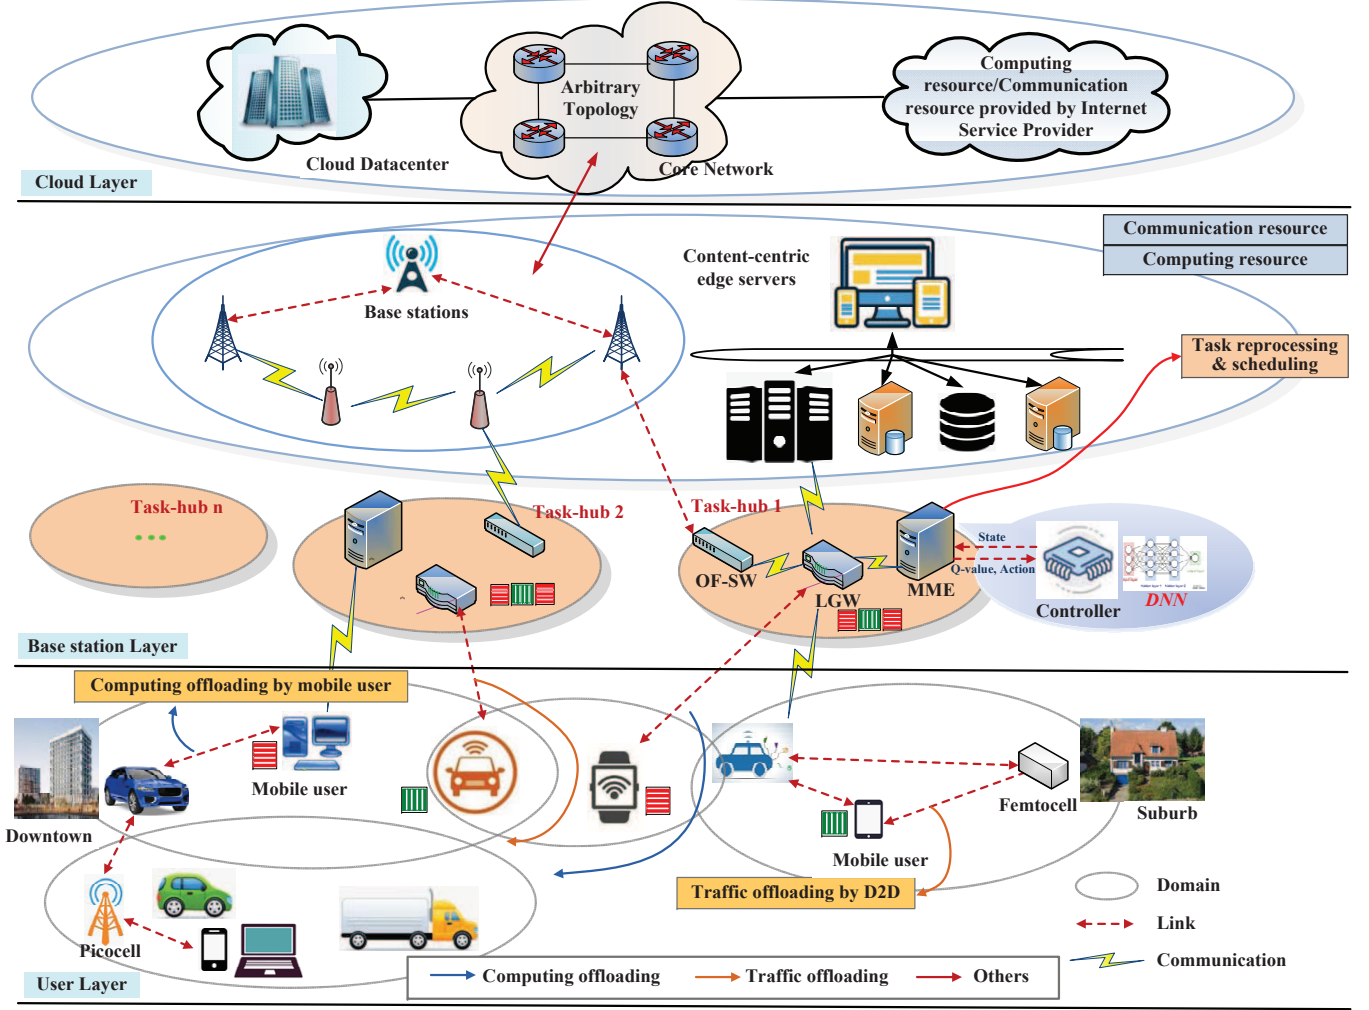 Arbitrary
Topology
Computing
resource/Communication
resource provided by Internet
Service Provider
Cloud Datacenter
Core Network
Cloud Layer
Communication resource
Computing resource
Content-centric
edge servers
Base stations
Task reprocessing
& scheduling
Task-hub n
Task-hub 2
Task-hub 1
OF-SW
LGW
MME
State
Q-value, Action
Controller
DNN
Base station Layer
Computing offloading by mobile user
Mobile user
Downtown
Femtocell
Suburb
Mobile user
Traffic offloading by D2D
Picocell
Domain
Link
Communication
User Layer
Computing offloading
Traffic offloading
Others